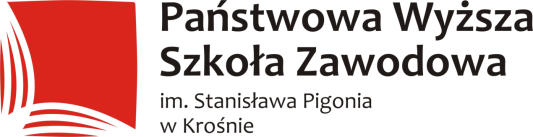 Państwowa Wyższa
Szkoła Zawodowa
im. Stanisława Pigonia
w Krośnie